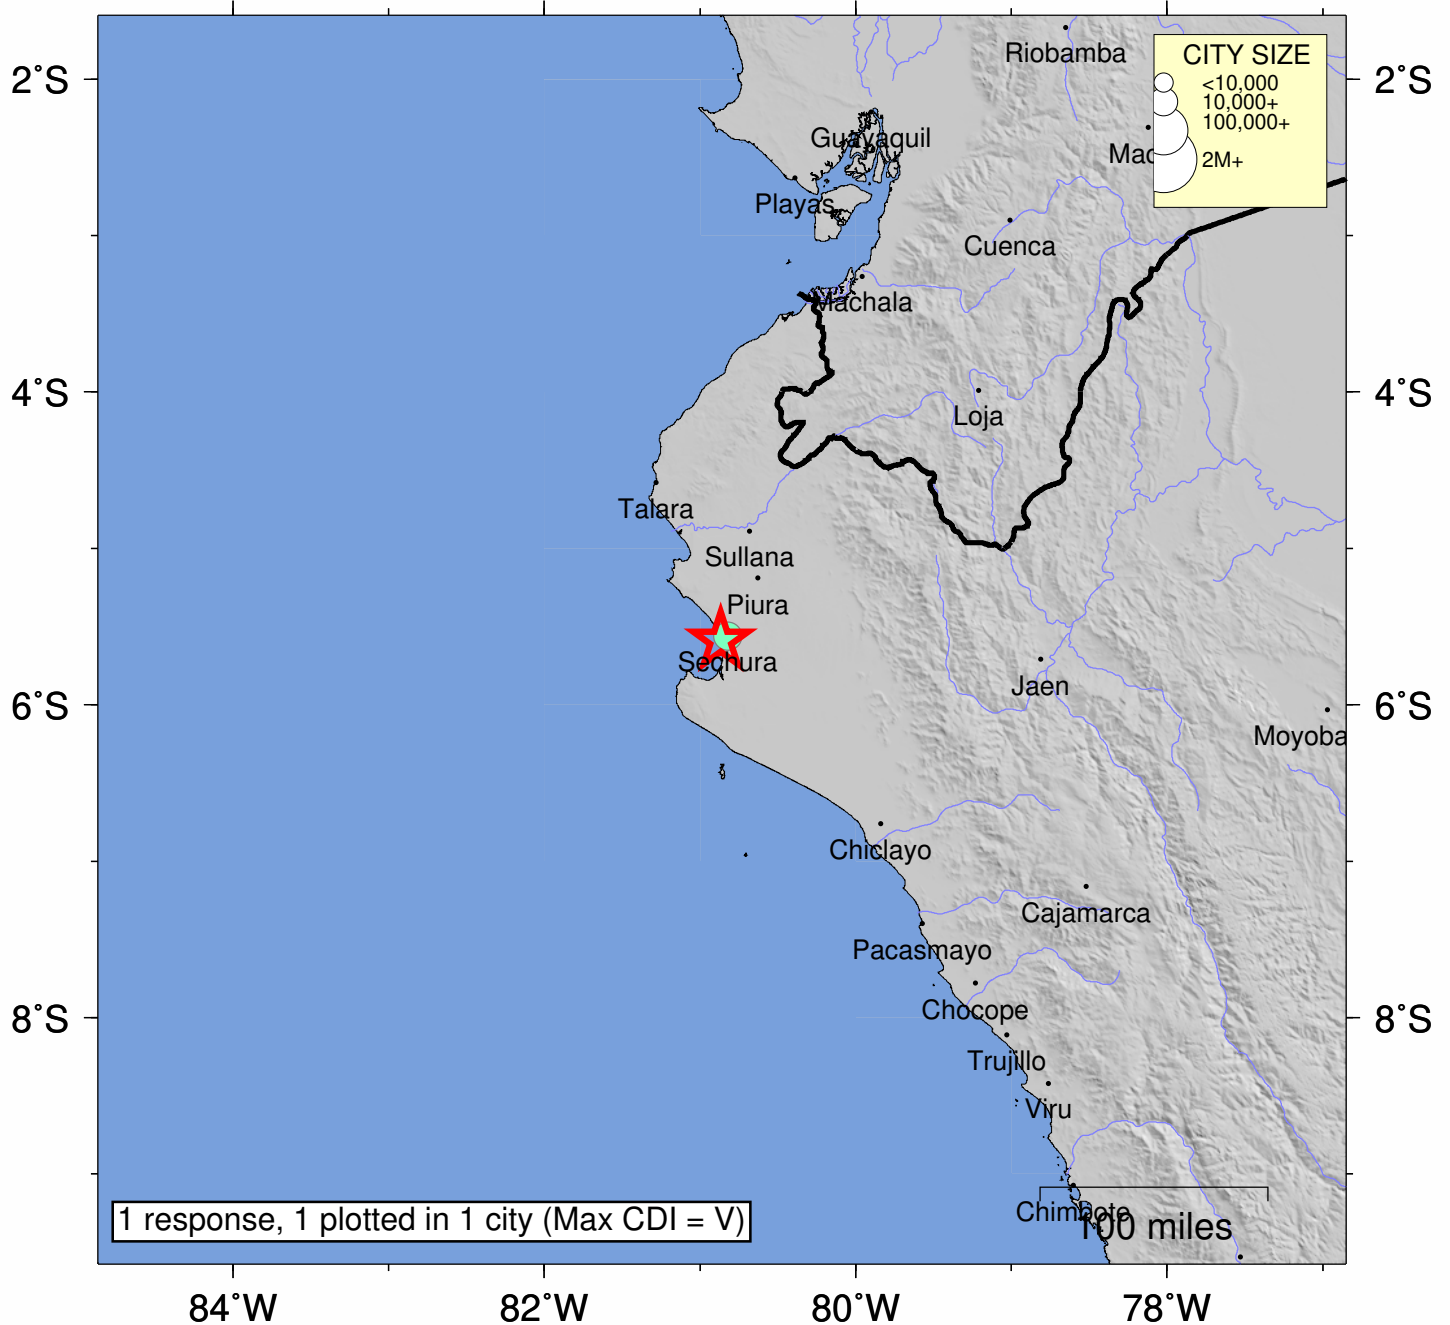 Riobamba
CITY SIZE
<10,000
10,000+
100,000+
2M+
2°S
2°S
Guayaquil
Mac
Playas
Cuenca
Machala
4°S
4°S
Loja
Talara
Sullana
Piura
Sechura
Jaen
6°S
6°S
Moyoba
Chiclayo
Cajamarca
Pacasmayo
Chocope
8°S
8°S
Trujillo
Viru
Chimbote
100 miles
1 response, 1 plotted in 1 city (Max CDI = V)
84°W
82°W
80°W
78°W